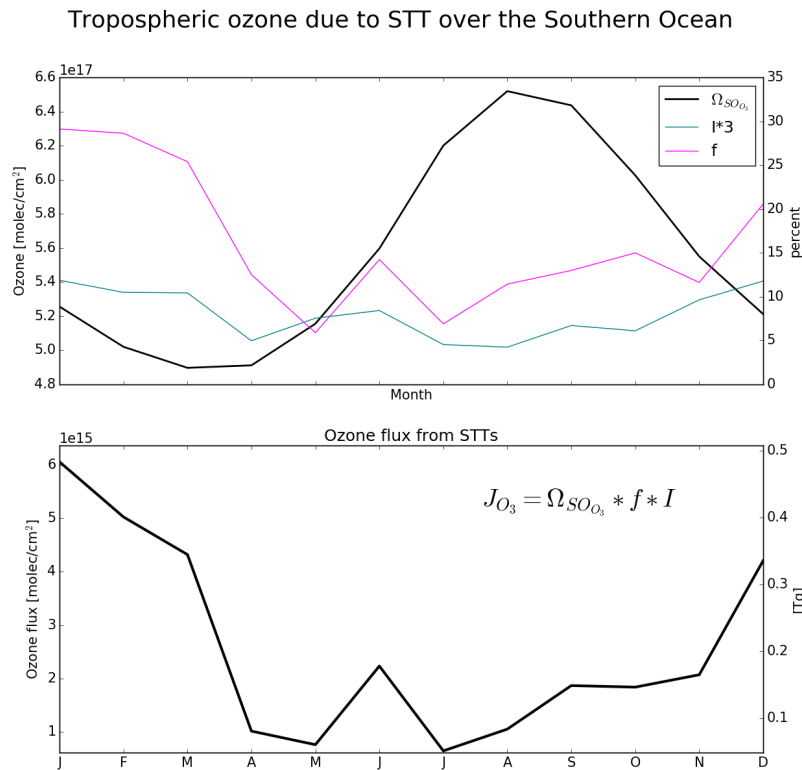 Tropospheric ozone due to STT over the Southern Ocean
1e17
6.6
6.4
6.2
6.0
5.8
5.6
5.4
5.2
5.0
4.8
Ozone [molec/cm²]
Ω_{SO_{O_3}}
I*3
f
35
30
25
20
15
10
5
0
percent
Month
Ozone flux from STTs
1e15
6
5
4
3
2
1
Ozone flux [molec/cm²]
J_{O_3} = Ω_{SO_{O_3}} * f * I
0.5
0.4
0.3
0.2
0.1
[Tg]
J F M A M J J A S O N D